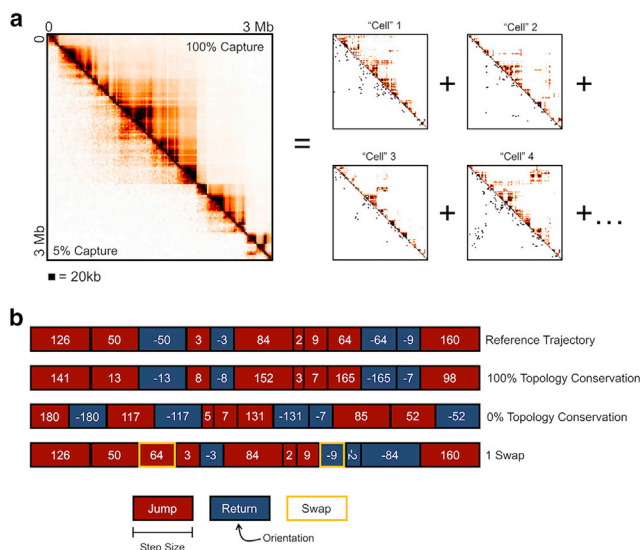 a
0 3 Mb
0
100% Capture
5% Capture
3 Mb
= 20kb
=
"Cell" 1
"Cell" 2
+ +
"Cell" 3
"Cell" 4
+ + ...
b
126 50 -50 3 -3 84 2 9 64 -64 -9 160 Reference Trajectory
141 13 -13 8 -8 152 3 7 165 -165 -7 98 100% Topology Conservation
180 -180 117 -117 5 7 131 -131 -7 85 52 -52 0% Topology Conservation
126 50 64 3 -3 84 2 9 -9 -2 -84 160 1 Swap
Jump Return Swap
Step Size Orientation